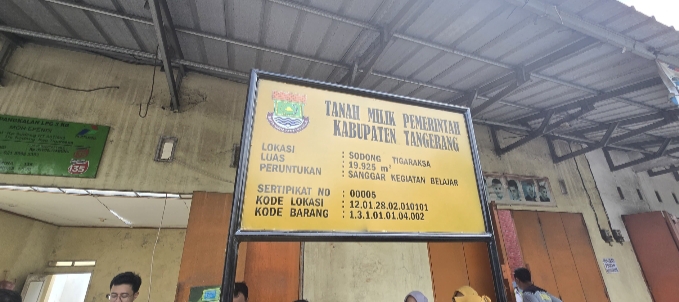 TANAH MILIK PEMERINTAH
KABUPATEN TANGERANG
LOKASI : SODONG TIGARAKSA
LUAS : 19.925 m²
PERUNTUKAN : SANGGAR KEGIATAN BELAJAR
SERTIPIKAT NO : 00005
KODE LOKASI : 12.01.28.02.010101
KODE BARANG : 1.3.1.01.01.04.002
135